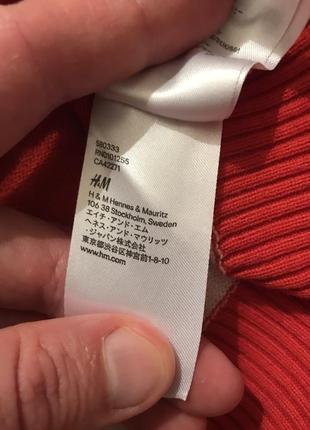 580333
RN0101255
CA42271
H&M
H & M Hennes & Mauritz
106 38 Stockholm, Sweden
エイチ・アンド・エム
ヘネス・アンド・マウリッツ
・ジャパン株式会社
東京都渋谷区神宮前1-8-10
www.hm.com